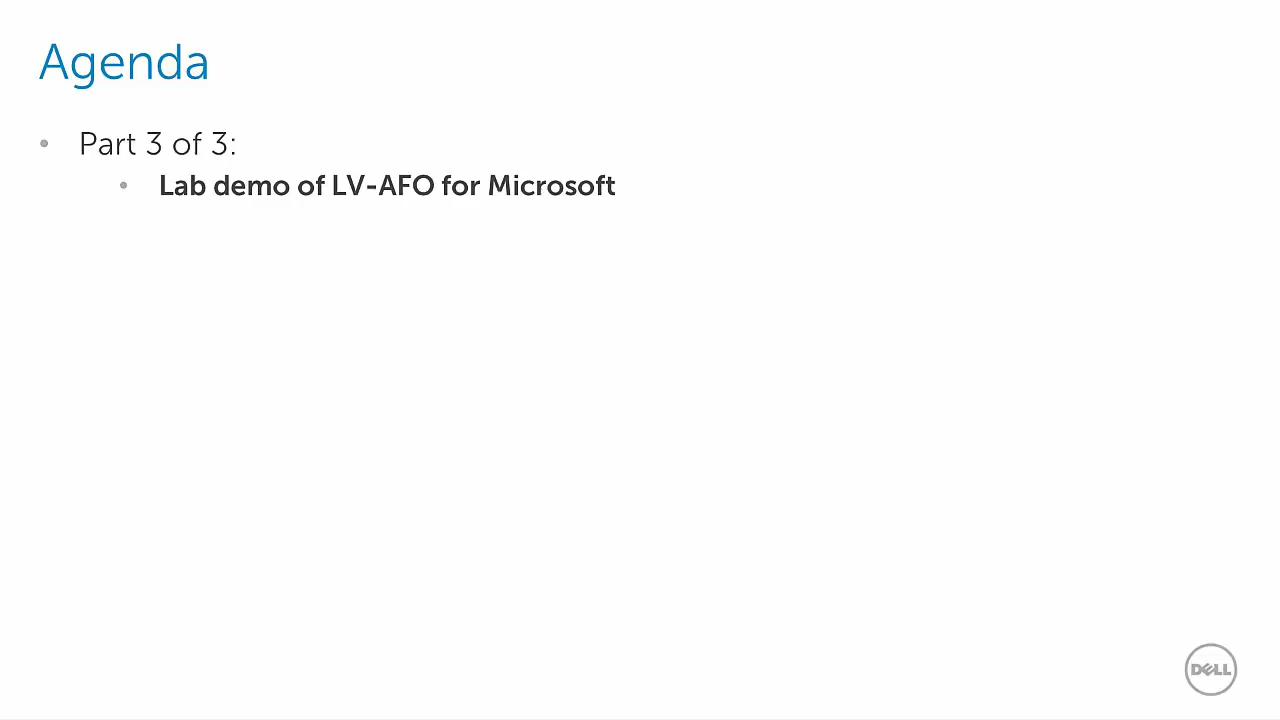 Agenda
• Part 3 of 3:
• Lab demo of LV-AFO for Microsoft
DELL